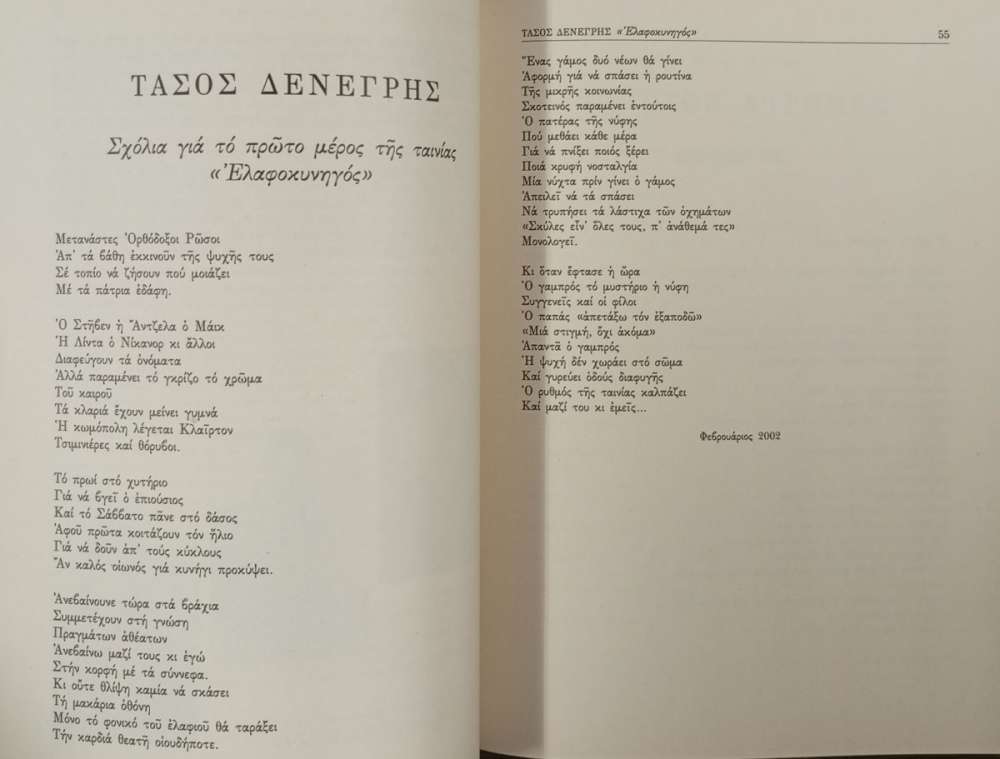 ΤΑΣΟΣ ΔΕΝΕΓΡΗΣ
Σχόλια γιά τό πρῶτο μέρος τῆς ταινίας
«Ἐλαφοκυνηγός»
Μετανάστες Ὀρθόδοξοι Ρῶσοι
Ἀπ' τά βάθη ἐκκινοῦν τῆς ψυχῆς τους
Σέ τοπίο νά ζήσουν πού μοιάζει
Μέ τά πάτρια ἐδάφη.
Ὁ Στῆβεν ἡ Ἄντζελα ὁ Μάικ
Ἡ Λίντα ὁ Νίκανορ κι ἄλλοι
Διαφεύγουν τά ὀνόματα
Ἀλλά παραμένει τό γκρίζο τό χρῶμα
Τοῦ καιροῦ
Τά κλαριά ἔχουν μείνει γυμνά
Ἡ κωμόπολη λέγεται Κλαῖρτον
Τσιμινιέρες καί θόρυβοι.
Τό πρωί στό χυτήριο
Γιά νά βγεῖ ὁ ἐπιούσιος
Καί τό Σάββατο πᾶνε στό δάσος
Ἀφοῦ πρῶτα κοιτάζουν τόν ἥλιο
Γιά νά δοῦν ἀπ' τούς κύκλους
Ἄν καλός οἰωνός γιά κυνήγι προκύψει.
Ἀνεβαίνουνε τώρα στά βράχια
Συμμετέχουν στή γνώση
Πραγμάτων ἀθέατων
Ἀνεβαίνω μαζί τους κι ἐγώ
Στήν κορφή μέ τά σύννεφα.
Κι οὔτε θλίψη καμία νά σκάσει
Τή μακάρια ὀθόνη
Μόνο τό φονικό τοῦ ἐλαφιοῦ θά ταράξει
Τήν καρδιά θεατῆ οἱουδήποτε.
ΤΑΣΟΣ ΔΕΝΕΓΡΗΣ «Ἐλαφοκυνηγός» 55
Ἕνας γάμος δυό νέων θά γίνει
Ἀφορμή γιά νά σπάσει ἡ ρουτίνα
Τῆς μικρῆς κοινωνίας
Σκοτεινός παραμένει ἐντούτοις
Ὁ πατέρας τῆς νύφης
Πού μεθάει κάθε μέρα
Γιά νά πνίξει ποιός ξέρει
Ποιά κρυφή νοσταλγία
Μία νύχτα πρίν γίνει ὁ γάμος
Ἀπειλεῖ νά τά σπάσει
Νά τρυπήσει τά λάστιχα τῶν ὀχημάτων
«Σκύλες εἶν' ὅλες τους, π' ἀνάθεμά τες»
Μονολογεῖ.
Κι ὅταν ἔφτασε ἡ ὥρα
Ὁ γαμπρός τό μυστήριο ἡ νύφη
Συγγενεῖς καί οἱ φίλοι
Ὁ παπάς «ἀπετάξω τόν ἐξαποδῶ»
«Μιά στιγμή, ὄχι ἀκόμα»
Ἀπαντᾶ ὁ γαμπρός
Ἡ ψυχή δέν χωράει στό σῶμα
Καί γυρεύει ὁδούς διαφυγῆς
Ὁ ρυθμός τῆς ταινίας καλπάζει
Καί μαζί του κι ἐμεῖς...
Φεβρουάριος 2002